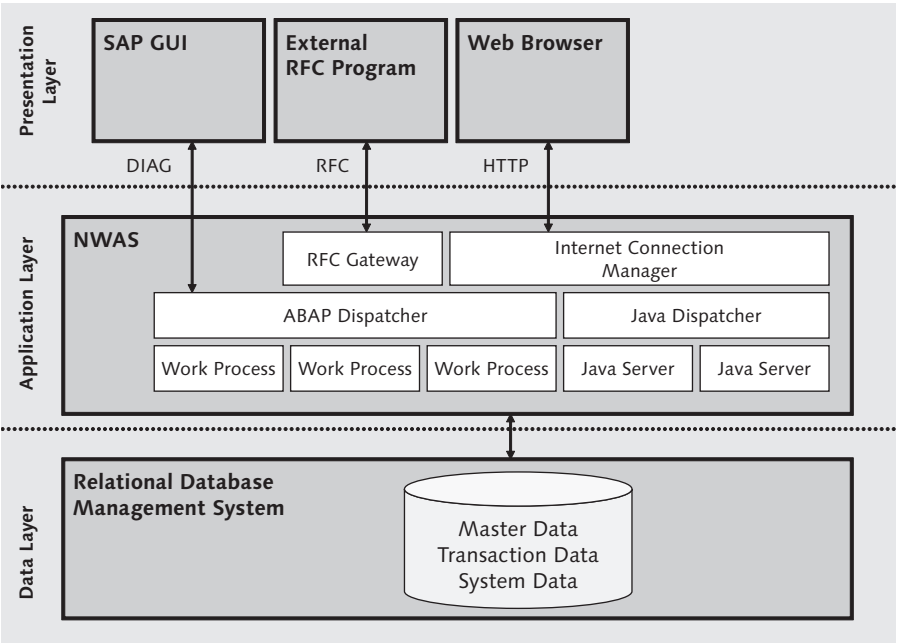 Presentation
Layer
SAP GUI
External
RFC Program
Web Browser
DIAG
RFC
HTTP
Application Layer
NWAS
RFC Gateway
Internet Connection
Manager
ABAP Dispatcher
Java Dispatcher
Work Process
Work Process
Work Process
Java Server
Java Server
Data Layer
Relational Database
Management System
Master Data
Transaction Data
System Data